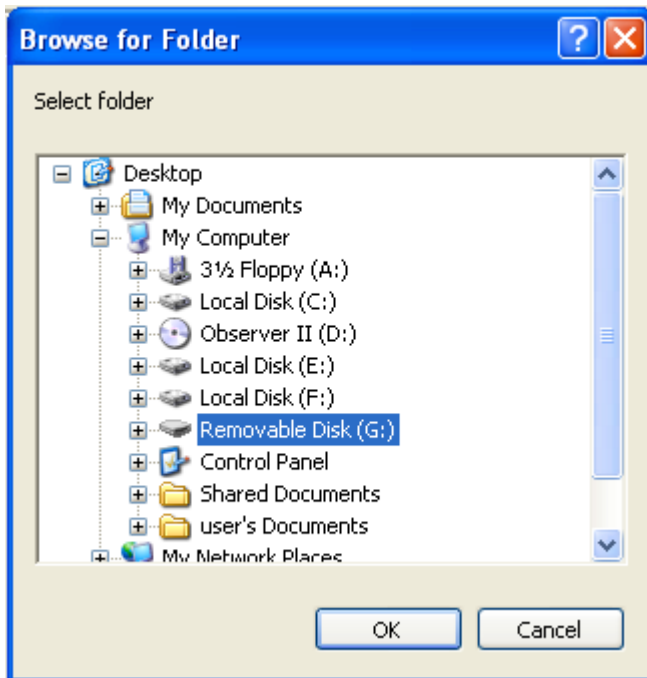 Browse for Folder
Select folder
Desktop
My Documents
My Computer
3½ Floppy (A:)
Local Disk (C:)
Observer II (D:)
Local Disk (E:)
Local Disk (F:)
Removable Disk (G:)
Control Panel
Shared Documents
user's Documents
My Network Places
OK Cancel